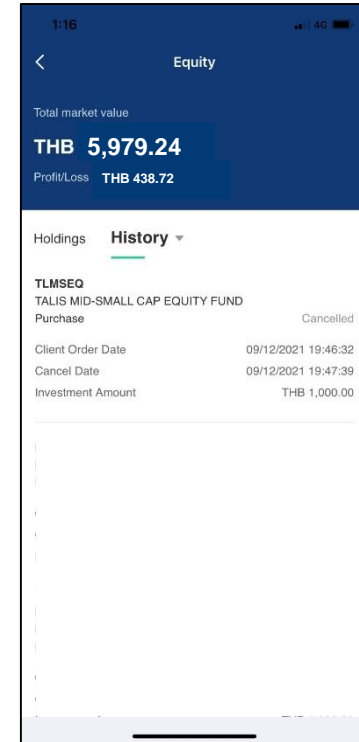 1:16 4G
Equity
Total market value
THB 5,979.24
Profit/Loss THB 438.72
Holdings History
TLMSEQ
TALIS MID-SMALL CAP EQUITY FUND
Purchase Cancelled
Client Order Date 09/12/2021 19:46:32
Cancel Date 09/12/2021 19:47:39
Investment Amount THB 1,000.00